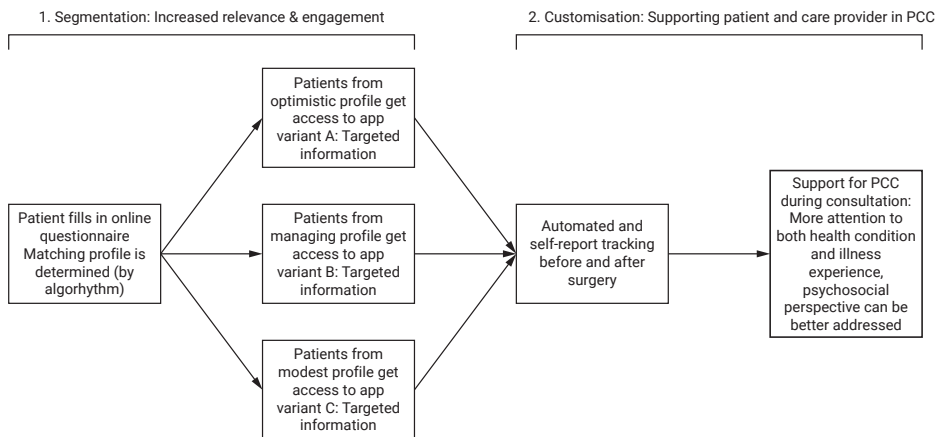 1. Segmentation: Increased relevance & engagement
2. Customisation: Supporting patient and care provider in PCC
Patient fills in online
questionnaire
Matching profile is
determined (by
algorhythm)
Patients from
optimistic profile get
access to app
variant A: Targeted
information
Patients from
managing profile get
access to app
variant B: Targeted
information
Patients from
modest profile get
access to app
variant C: Targeted
information
Automated and
self-report tracking
before and after
surgery
Support for PCC
during consultation:
More attention to
both health condition
and illness
experience,
psychosocial
perspective can be
better addressed